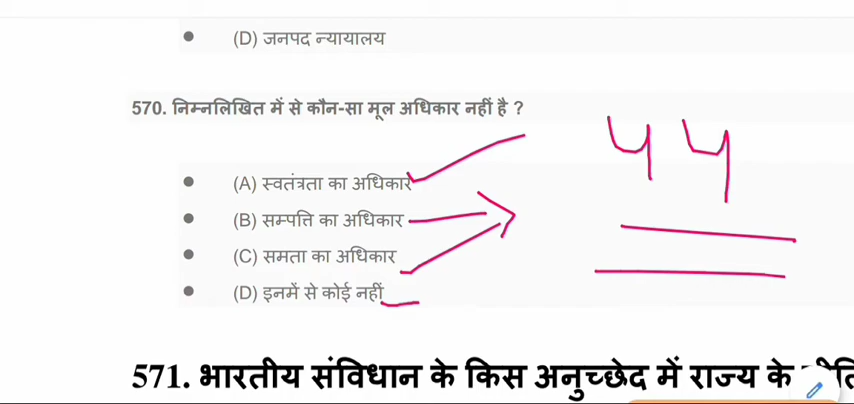 (D) जनपद न्यायालय
570. निम्नलिखित में से कौन-सा मूल अधिकार नहीं है ?
(A) स्वतंत्रता का अधिकार
(B) सम्पत्ति का अधिकार
(C) समता का अधिकार
(D) इनमें से कोई नहीं
571. भारतीय संविधान के किस अनुच्छेद में राज्य के